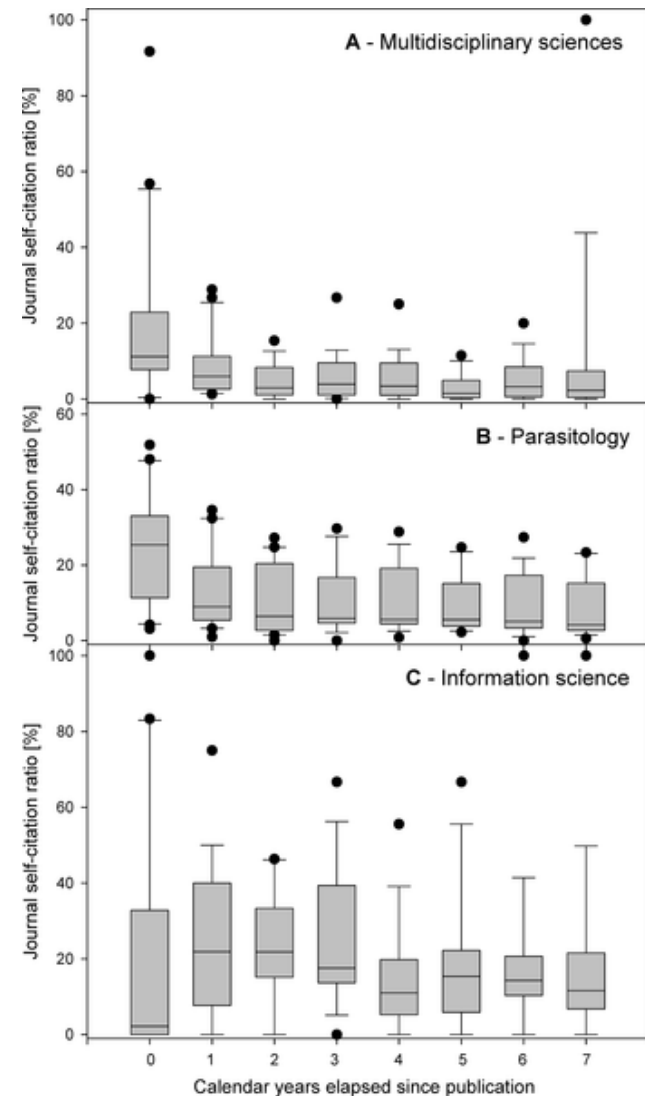 A - Multidisciplinary sciences
Journal self-citation ratio [%]
100
80
60
40
20
0
B - Parasitology
Journal self-citation ratio [%]
60
40
20
0
C - Information science
Journal self-citation ratio [%]
100
80
60
40
20
0
0 1 2 3 4 5 6 7
Calendar years elapsed since publication